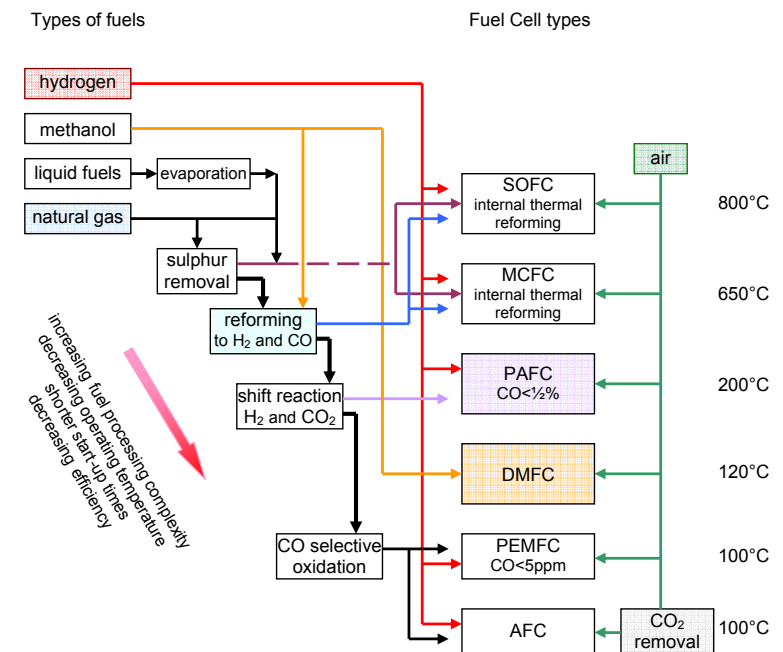 Types of fuels
Fuel Cell types
hydrogen
methanol
air
liquid fuels
evaporation
SOFC
internal thermal
reforming
800°C
natural gas
sulphur
removal
MCFC
internal thermal
reforming
650°C
reforming
to H₂ and CO
increasing fuel processing complexity
decreasing operating temperature
shorter start-up times
decreasing efficiency
PAFC
CO<½%
200°C
shift reaction
H₂ and CO₂
DMFC
120°C
CO selective
oxidation
PEMFC
CO<5ppm
100°C
AFC
CO₂
removal
100°C